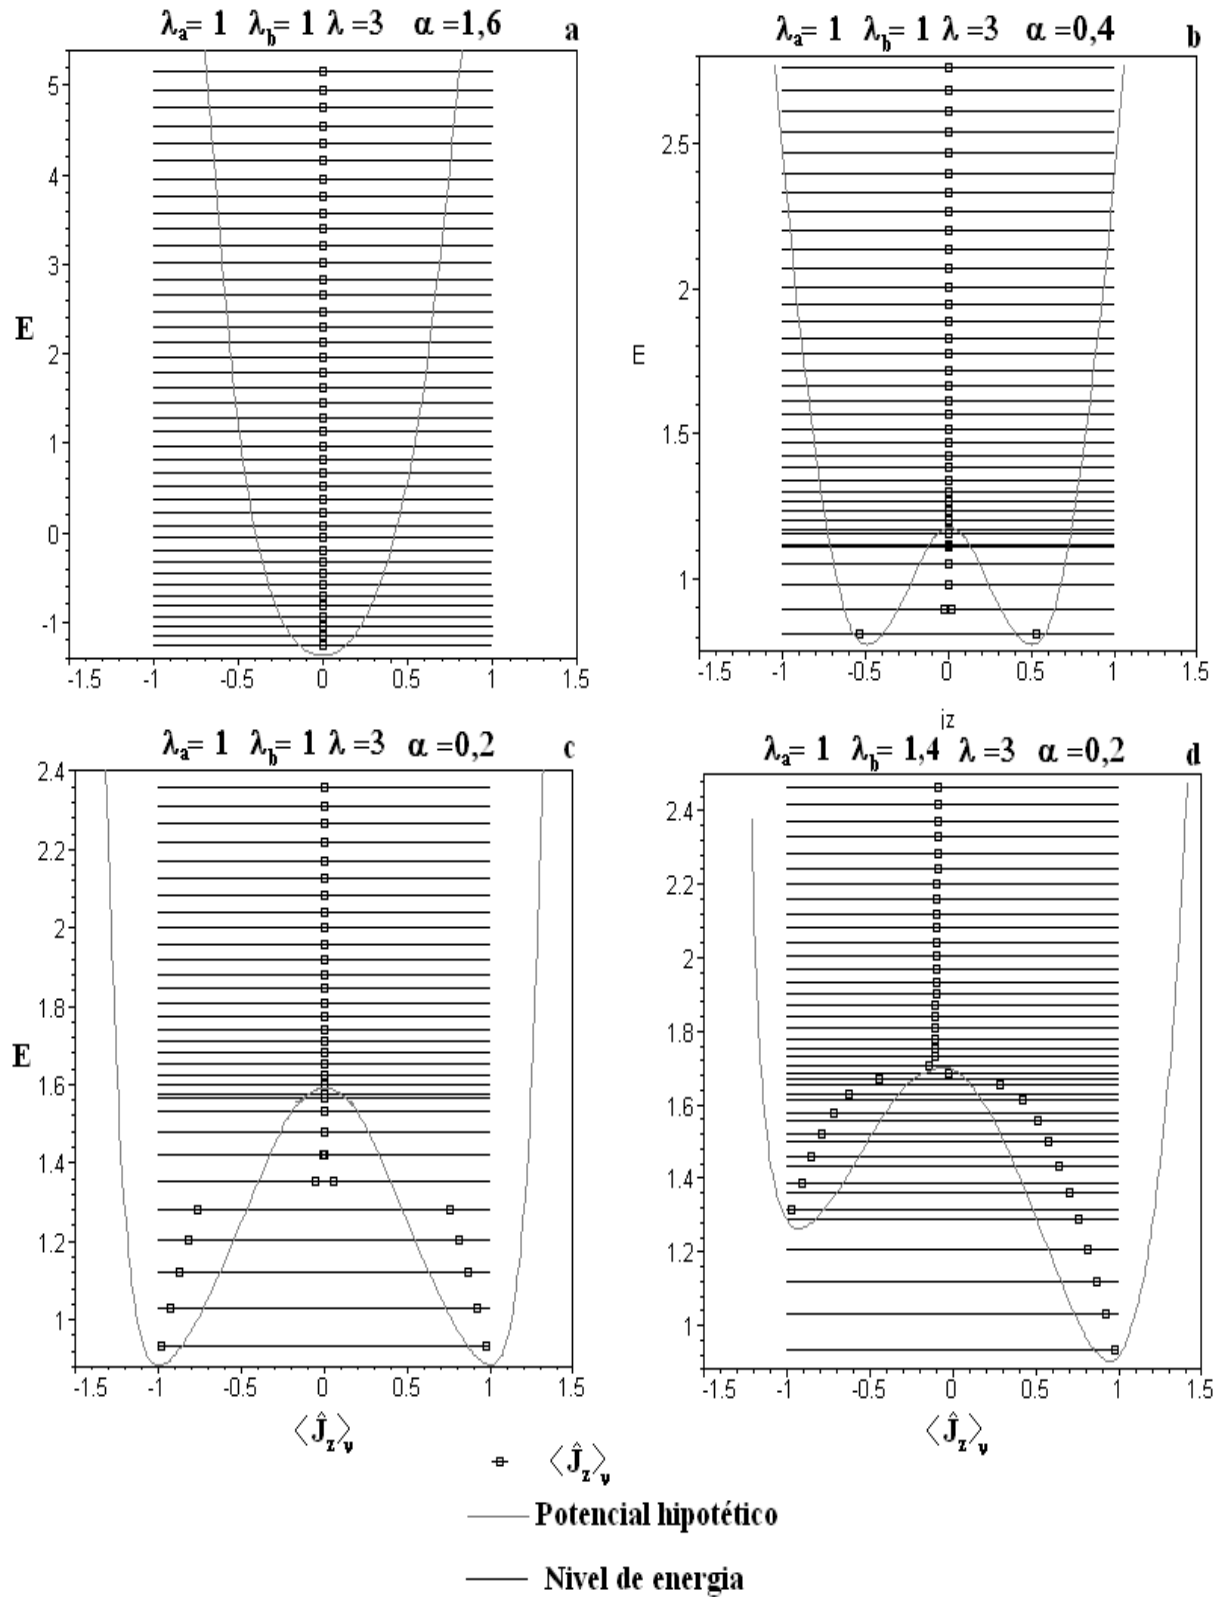 λa= 1 λb= 1 λ =3 α =1,6 a
5
4
3
2
1
0
-1
E
-1.5 -1 -0.5 0 0.5 1 1.5
λa= 1 λb= 1 λ =3 α =0,4 b
2.5
2
1.5
1
E
-1.5 -1 -0.5 0 0.5 1 1.5
jz
λa= 1 λb= 1 λ =3 α =0,2 c
2.4
2.2
2
1.8
1.6
1.4
1.2
1
E
-1.5 -1 -0.5 0 0.5 1 1.5
⟨Ĵz⟩ν
λa= 1 λb= 1,4 λ =3 α =0,2 d
2.4
2.2
2
1.8
1.6
1.4
1.2
1
-1.5 -1 -0.5 0 0.5 1 1.5
⟨Ĵz⟩ν
⟨Ĵz⟩ν
Potencial hipotético
Nivel de energia